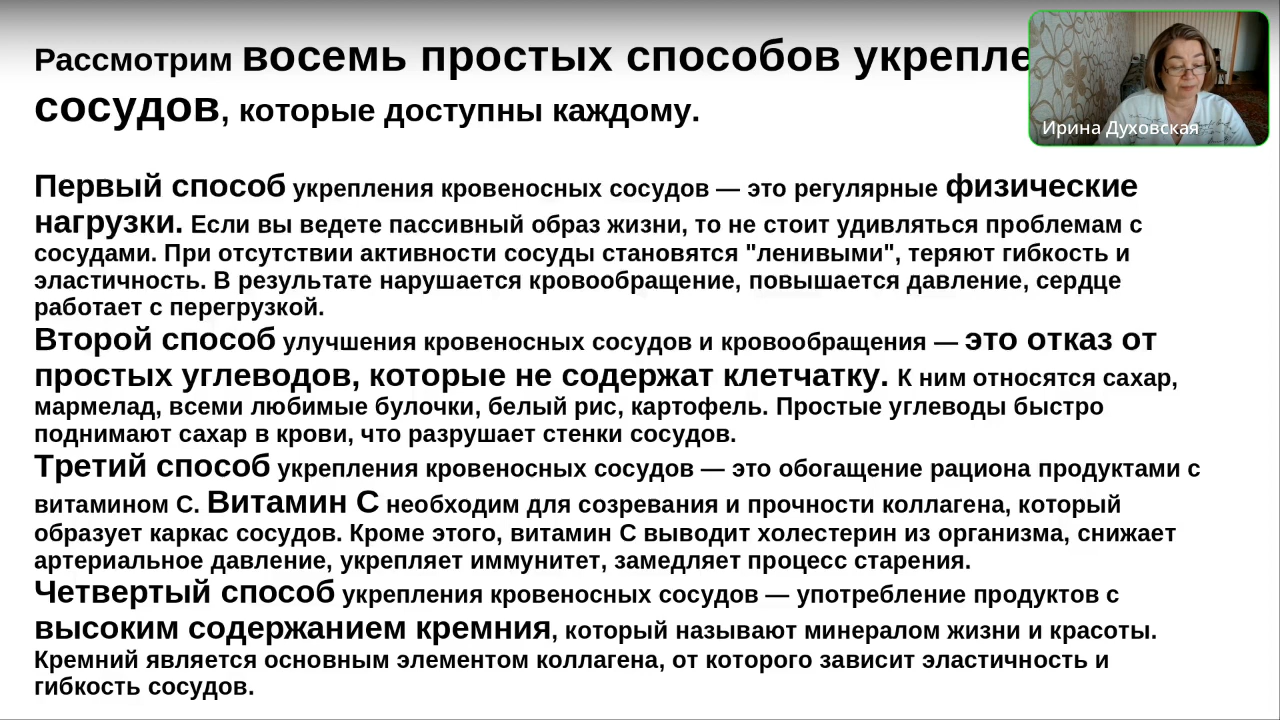 Рассмотрим восемь простых способов укрепле
сосудов, которые доступны каждому.
Ирина Духовская
Первый способ укрепления кровеносных сосудов — это регулярные физические
нагрузки. Если вы ведете пассивный образ жизни, то не стоит удивляться проблемам с
сосудами. При отсутствии активности сосуды становятся "ленивыми", теряют гибкость и
эластичность. В результате нарушается кровообращение, повышается давление, сердце
работает с перегрузкой.
Второй способ улучшения кровеносных сосудов и кровообращения — это отказ от
простых углеводов, которые не содержат клетчатку. К ним относятся сахар,
мармелад, всеми любимые булочки, белый рис, картофель. Простые углеводы быстро
поднимают сахар в крови, что разрушает стенки сосудов.
Третий способ укрепления кровеносных сосудов — это обогащение рациона продуктами с
витамином С. Витамин С необходим для созревания и прочности коллагена, который
образует каркас сосудов. Кроме этого, витамин С выводит холестерин из организма, снижает
артериальное давление, укрепляет иммунитет, замедляет процесс старения.
Четвертый способ укрепления кровеносных сосудов — употребление продуктов с
высоким содержанием кремния, который называют минералом жизни и красоты.
Кремний является основным элементом коллагена, от которого зависит эластичность и
гибкость сосудов.